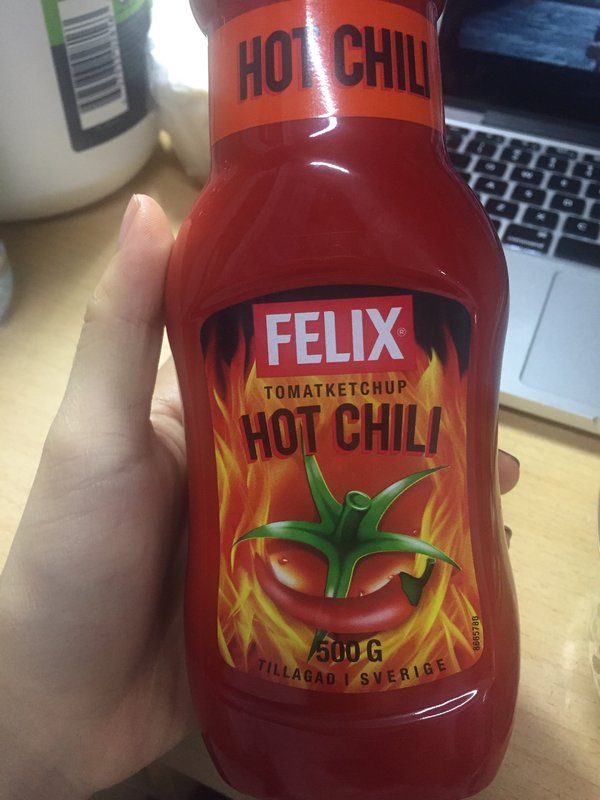 HOT CHILI
FELIX®
TOMATKETCHUP
HOT CHILI
500 G
TILLAGAD I SVERIGE